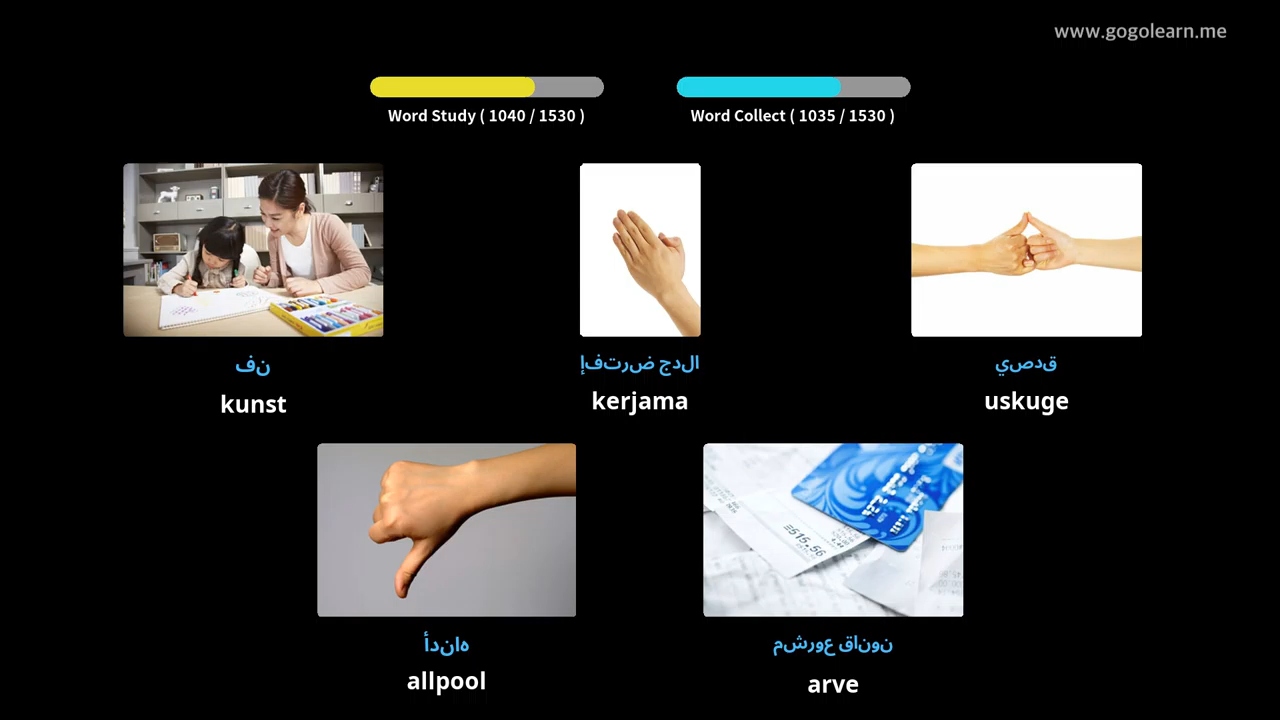 www.gogolearn.me
Word Study ( 1040 / 1530 )
Word Collect ( 1035 / 1530 )
نف
kunst
الدج ضرتفإ
kerjama
قدصي
uskuge
هاندأ
allpool
نوناق عورشم
arve